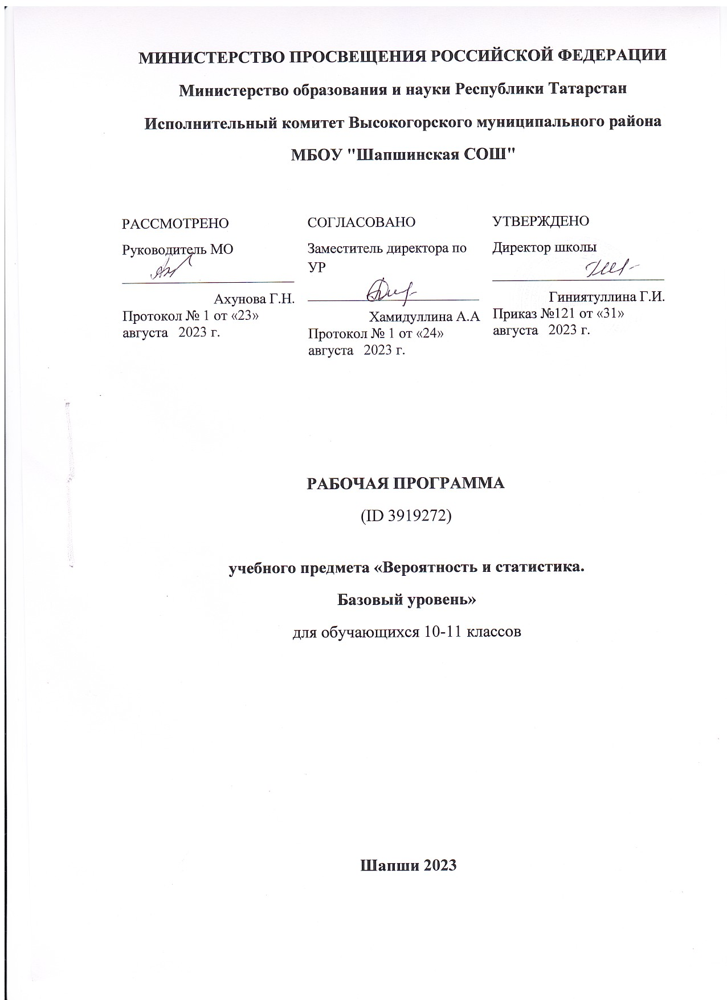 МИНИСТЕРСТВО ПРОСВЕЩЕНИЯ РОССИЙСКОЙ ФЕДЕРАЦИИ
Министерство образования и науки Республики Татарстан
Исполнительный комитет Высокогорского муниципального района
МБОУ "Шапшинская СОШ"
РАССМОТРЕНО
Руководитель МО
Ахунова Г.Н.
Протокол № 1 от «23»
августа 2023 г.
СОГЛАСОВАНО
Заместитель директора по
УР
Хамидуллина А.А
Протокол № 1 от «24»
августа 2023 г.
УТВЕРЖДЕНО
Директор школы
Гиниятуллина Г.И.
Приказ №121 от «31»
августа 2023 г.
РАБОЧАЯ ПРОГРАММА
(ID 3919272)
учебного предмета «Вероятность и статистика.
Базовый уровень»
для обучающихся 10-11 классов
Шапши 2023